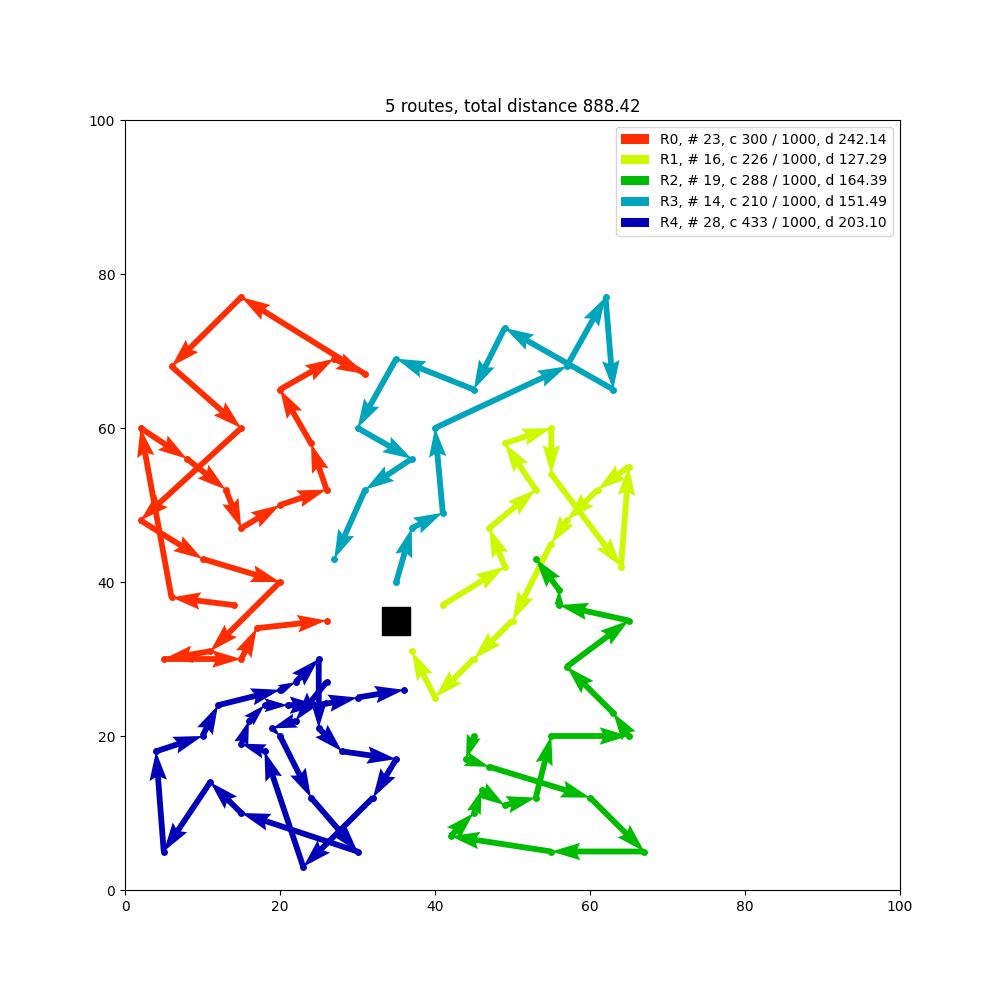 5 routes, total distance 888.42
R0, # 23, c 300 / 1000, d 242.14
R1, # 16, c 226 / 1000, d 127.29
R2, # 19, c 288 / 1000, d 164.39
R3, # 14, c 210 / 1000, d 151.49
R4, # 28, c 433 / 1000, d 203.10
100
80
60
40
20
0
0 20 40 60 80 100